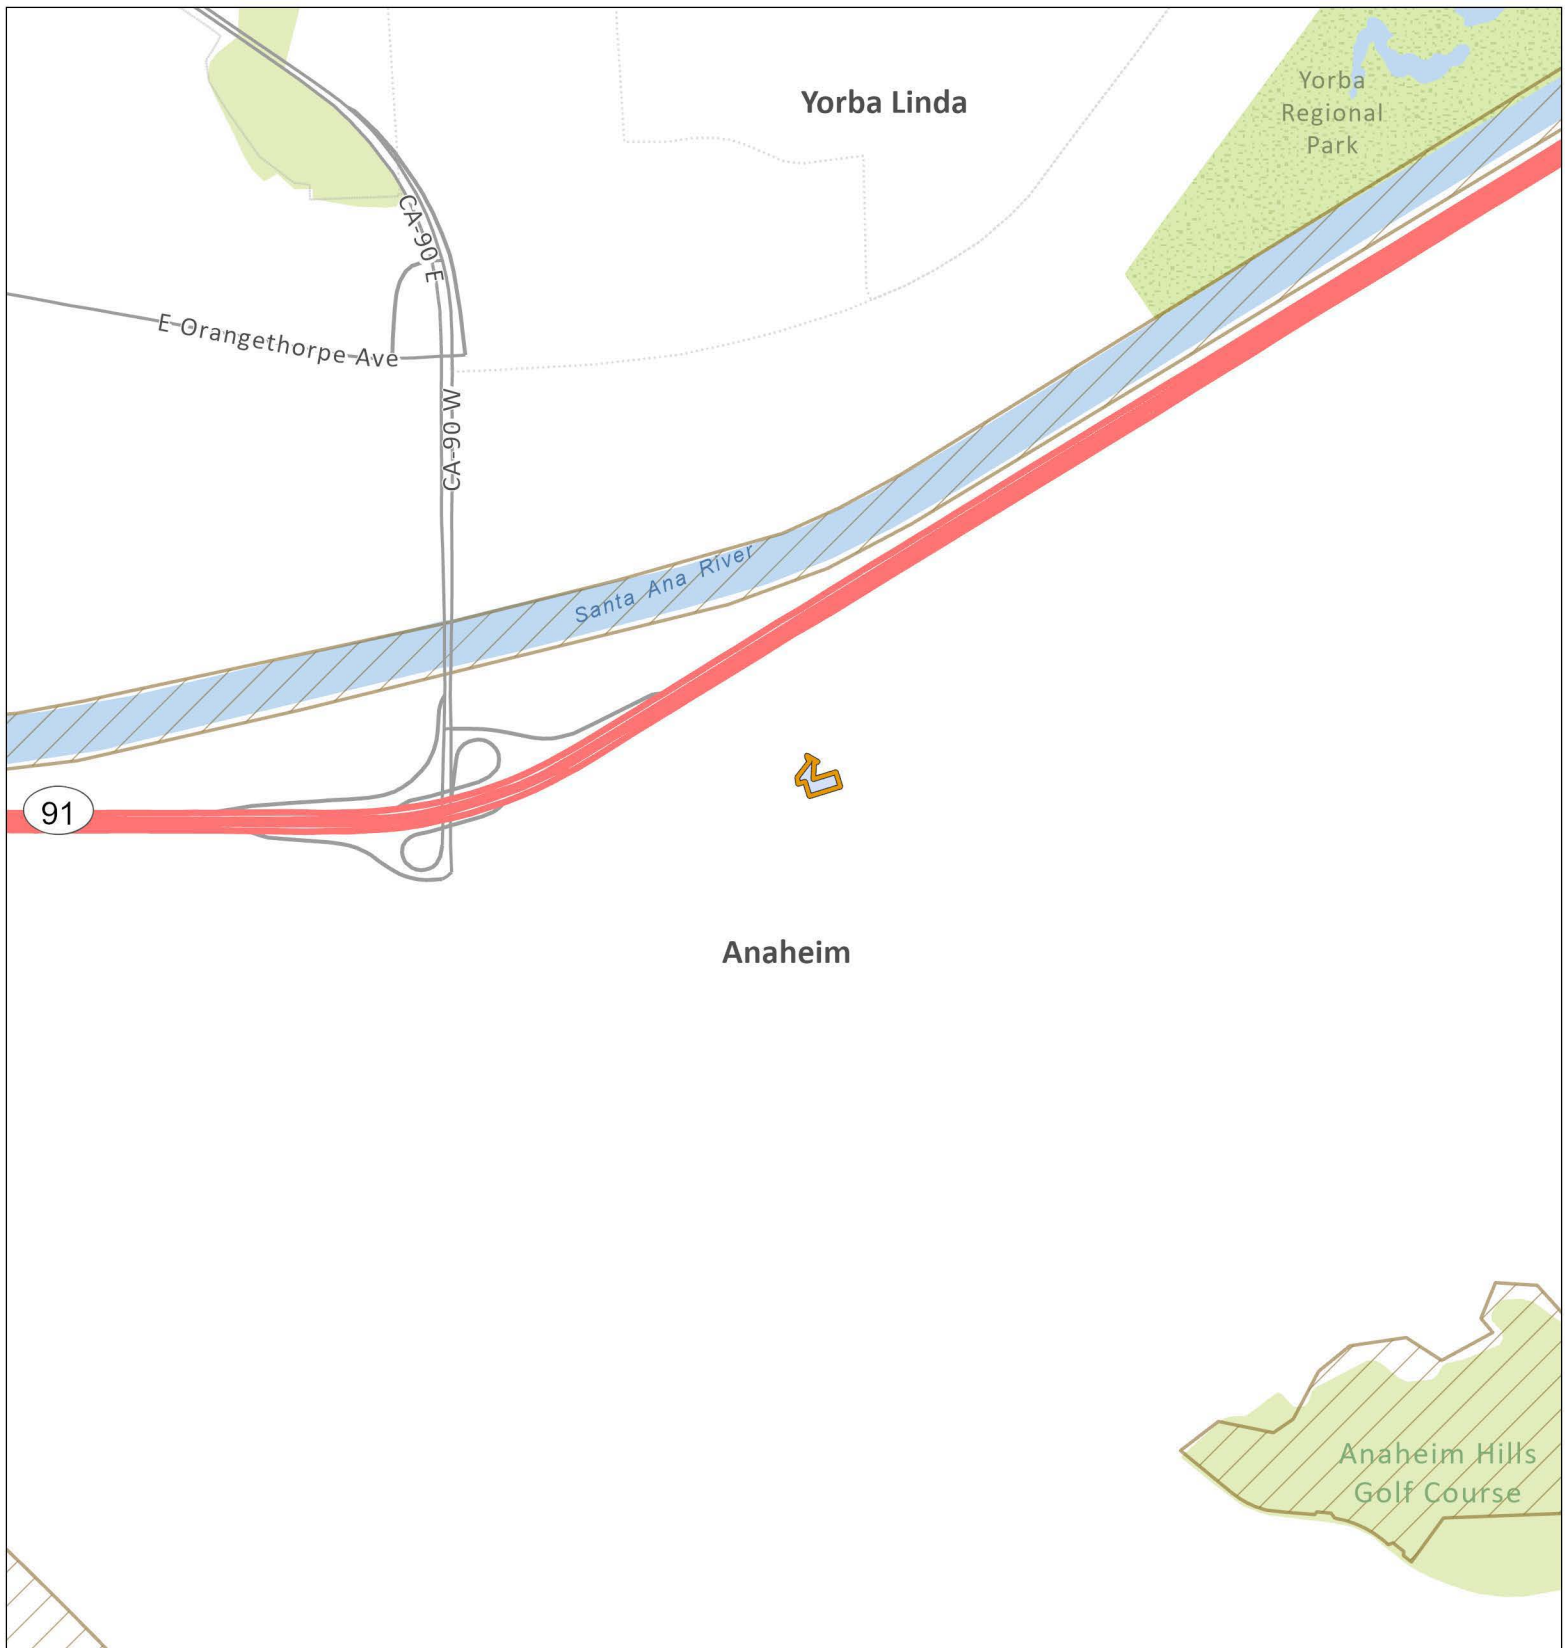 Yorba Linda
Yorba
Regional
Park
CA-90 E
E Orangethorpe Ave
CA-90 W
Santa Ana River
91
Anaheim
Anaheim Hills
Golf Course